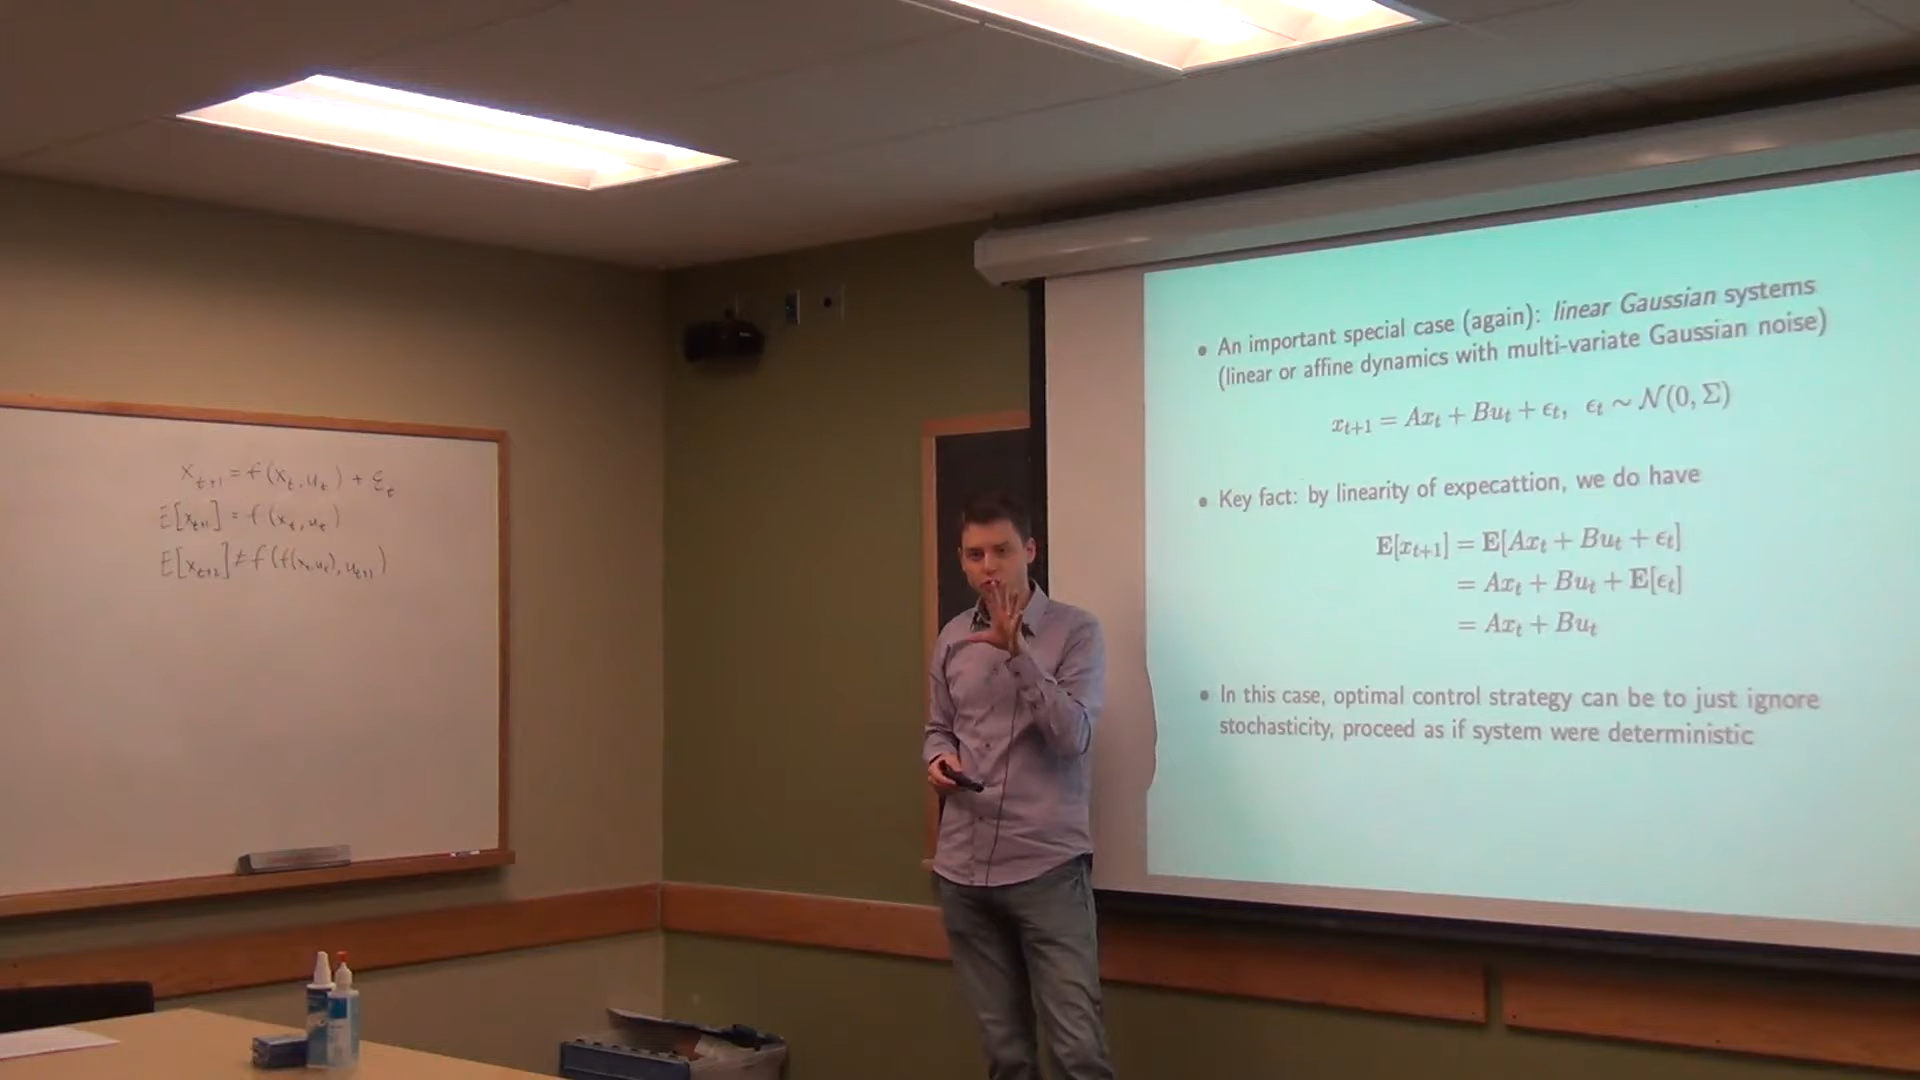 x_{t+1} = f(x_t, u_t) + ε_t
E[x_{t+1}] = f(x_t, u_t)
E[x_{t+2}] ≠ f(f(x_t, u_t), u_{t+1})
• An important special case (again): linear Gaussian systems
(linear or affine dynamics with multi-variate Gaussian noise)
x_{t+1} = Ax_t + Bu_t + ϵ_t, ϵ_t ∼ N(0, Σ)
• Key fact: by linearity of expecattion, we do have
E[x_{t+1}] = E[Ax_t + Bu_t + ϵ_t]
= Ax_t + Bu_t + E[ϵ_t]
= Ax_t + Bu_t
• In this case, optimal control strategy can be to just ignore
stochasticity, proceed as if system were deterministic